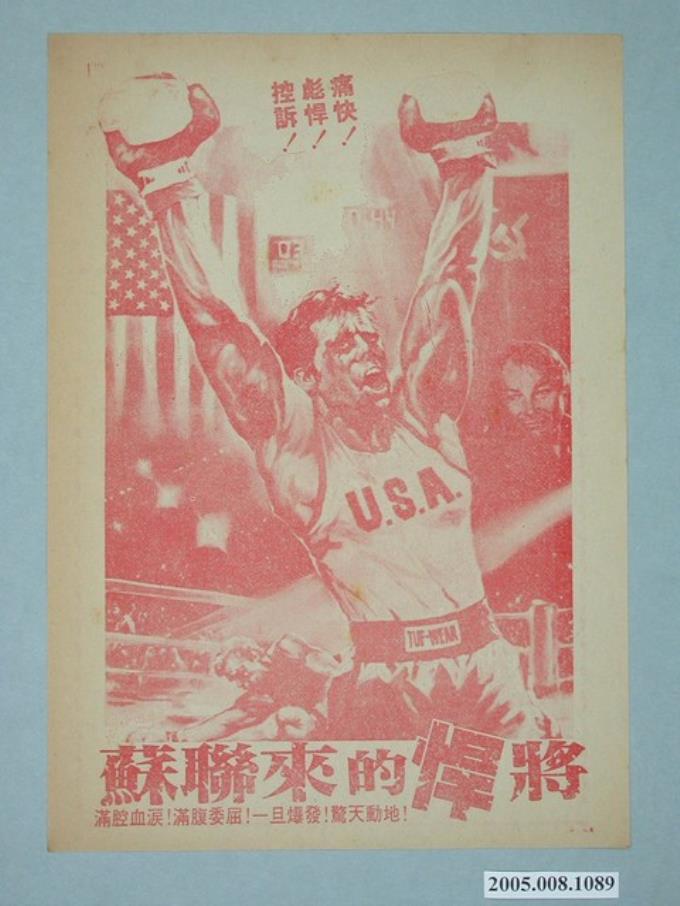 痛快！
彪悍！
控訴！
U.S.A.
TUF-WEAR
蘇聯來的悍將
滿腔血淚！滿腹委屈！一旦爆發！驚天動地！
2005.008.1089